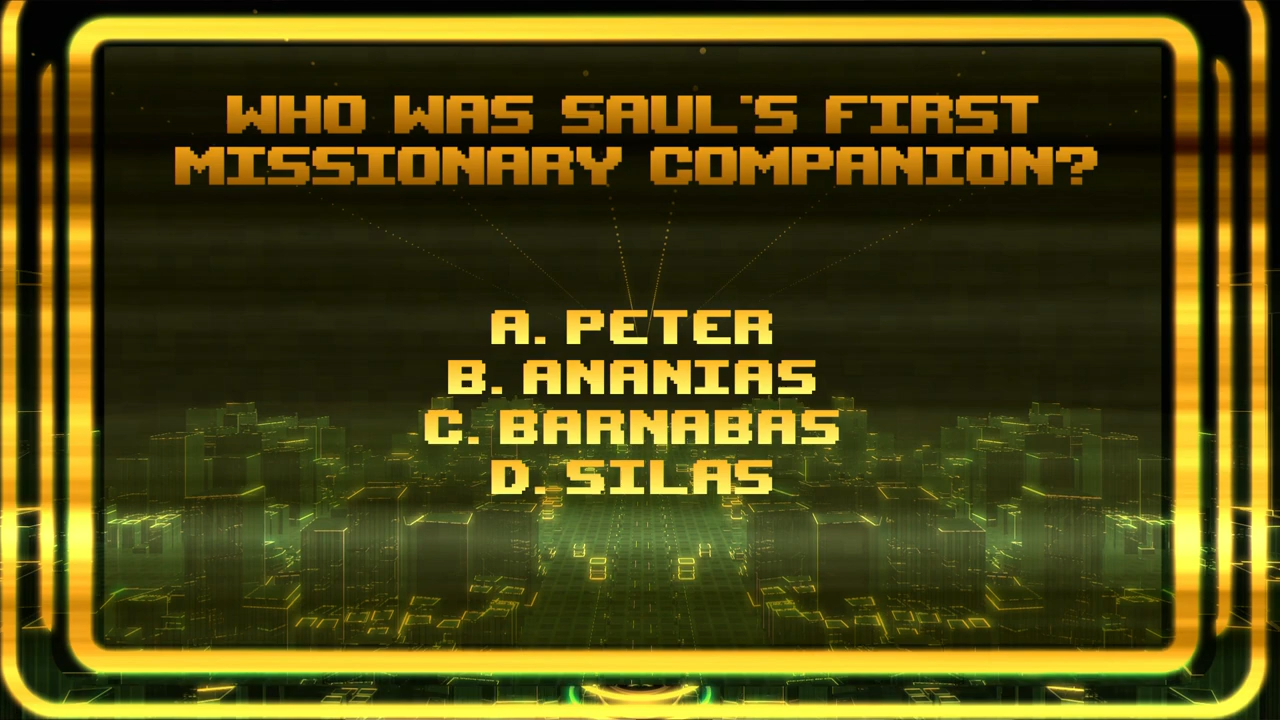 WHO WAS SAUL'S FIRST
MISSIONARY COMPANION?
A. PETER
B. ANANIAS
C. BARNABAS
D. SILAS